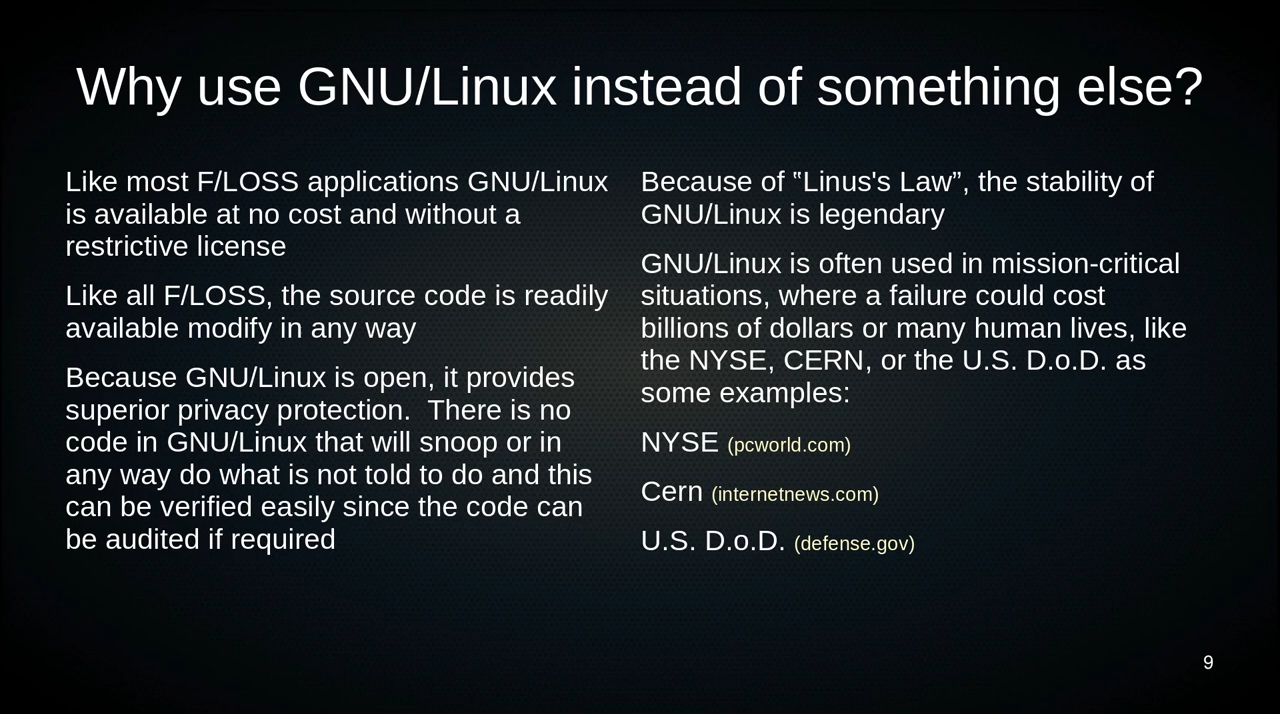 Why use GNU/Linux instead of something else?
Like most F/LOSS applications GNU/Linux
is available at no cost and without a
restrictive license
Like all F/LOSS, the source code is readily
available modify in any way
Because GNU/Linux is open, it provides
superior privacy protection.  There is no
code in GNU/Linux that will snoop or in
any way do what is not told to do and this
can be verified easily since the code can
be audited if required
Because of ‟Linus's Law”, the stability of
GNU/Linux is legendary
GNU/Linux is often used in mission-critical
situations, where a failure could cost
billions of dollars or many human lives, like
the NYSE, CERN, or the U.S. D.o.D. as
some examples:
NYSE (pcworld.com)
Cern (internetnews.com)
U.S. D.o.D. (defense.gov)
9